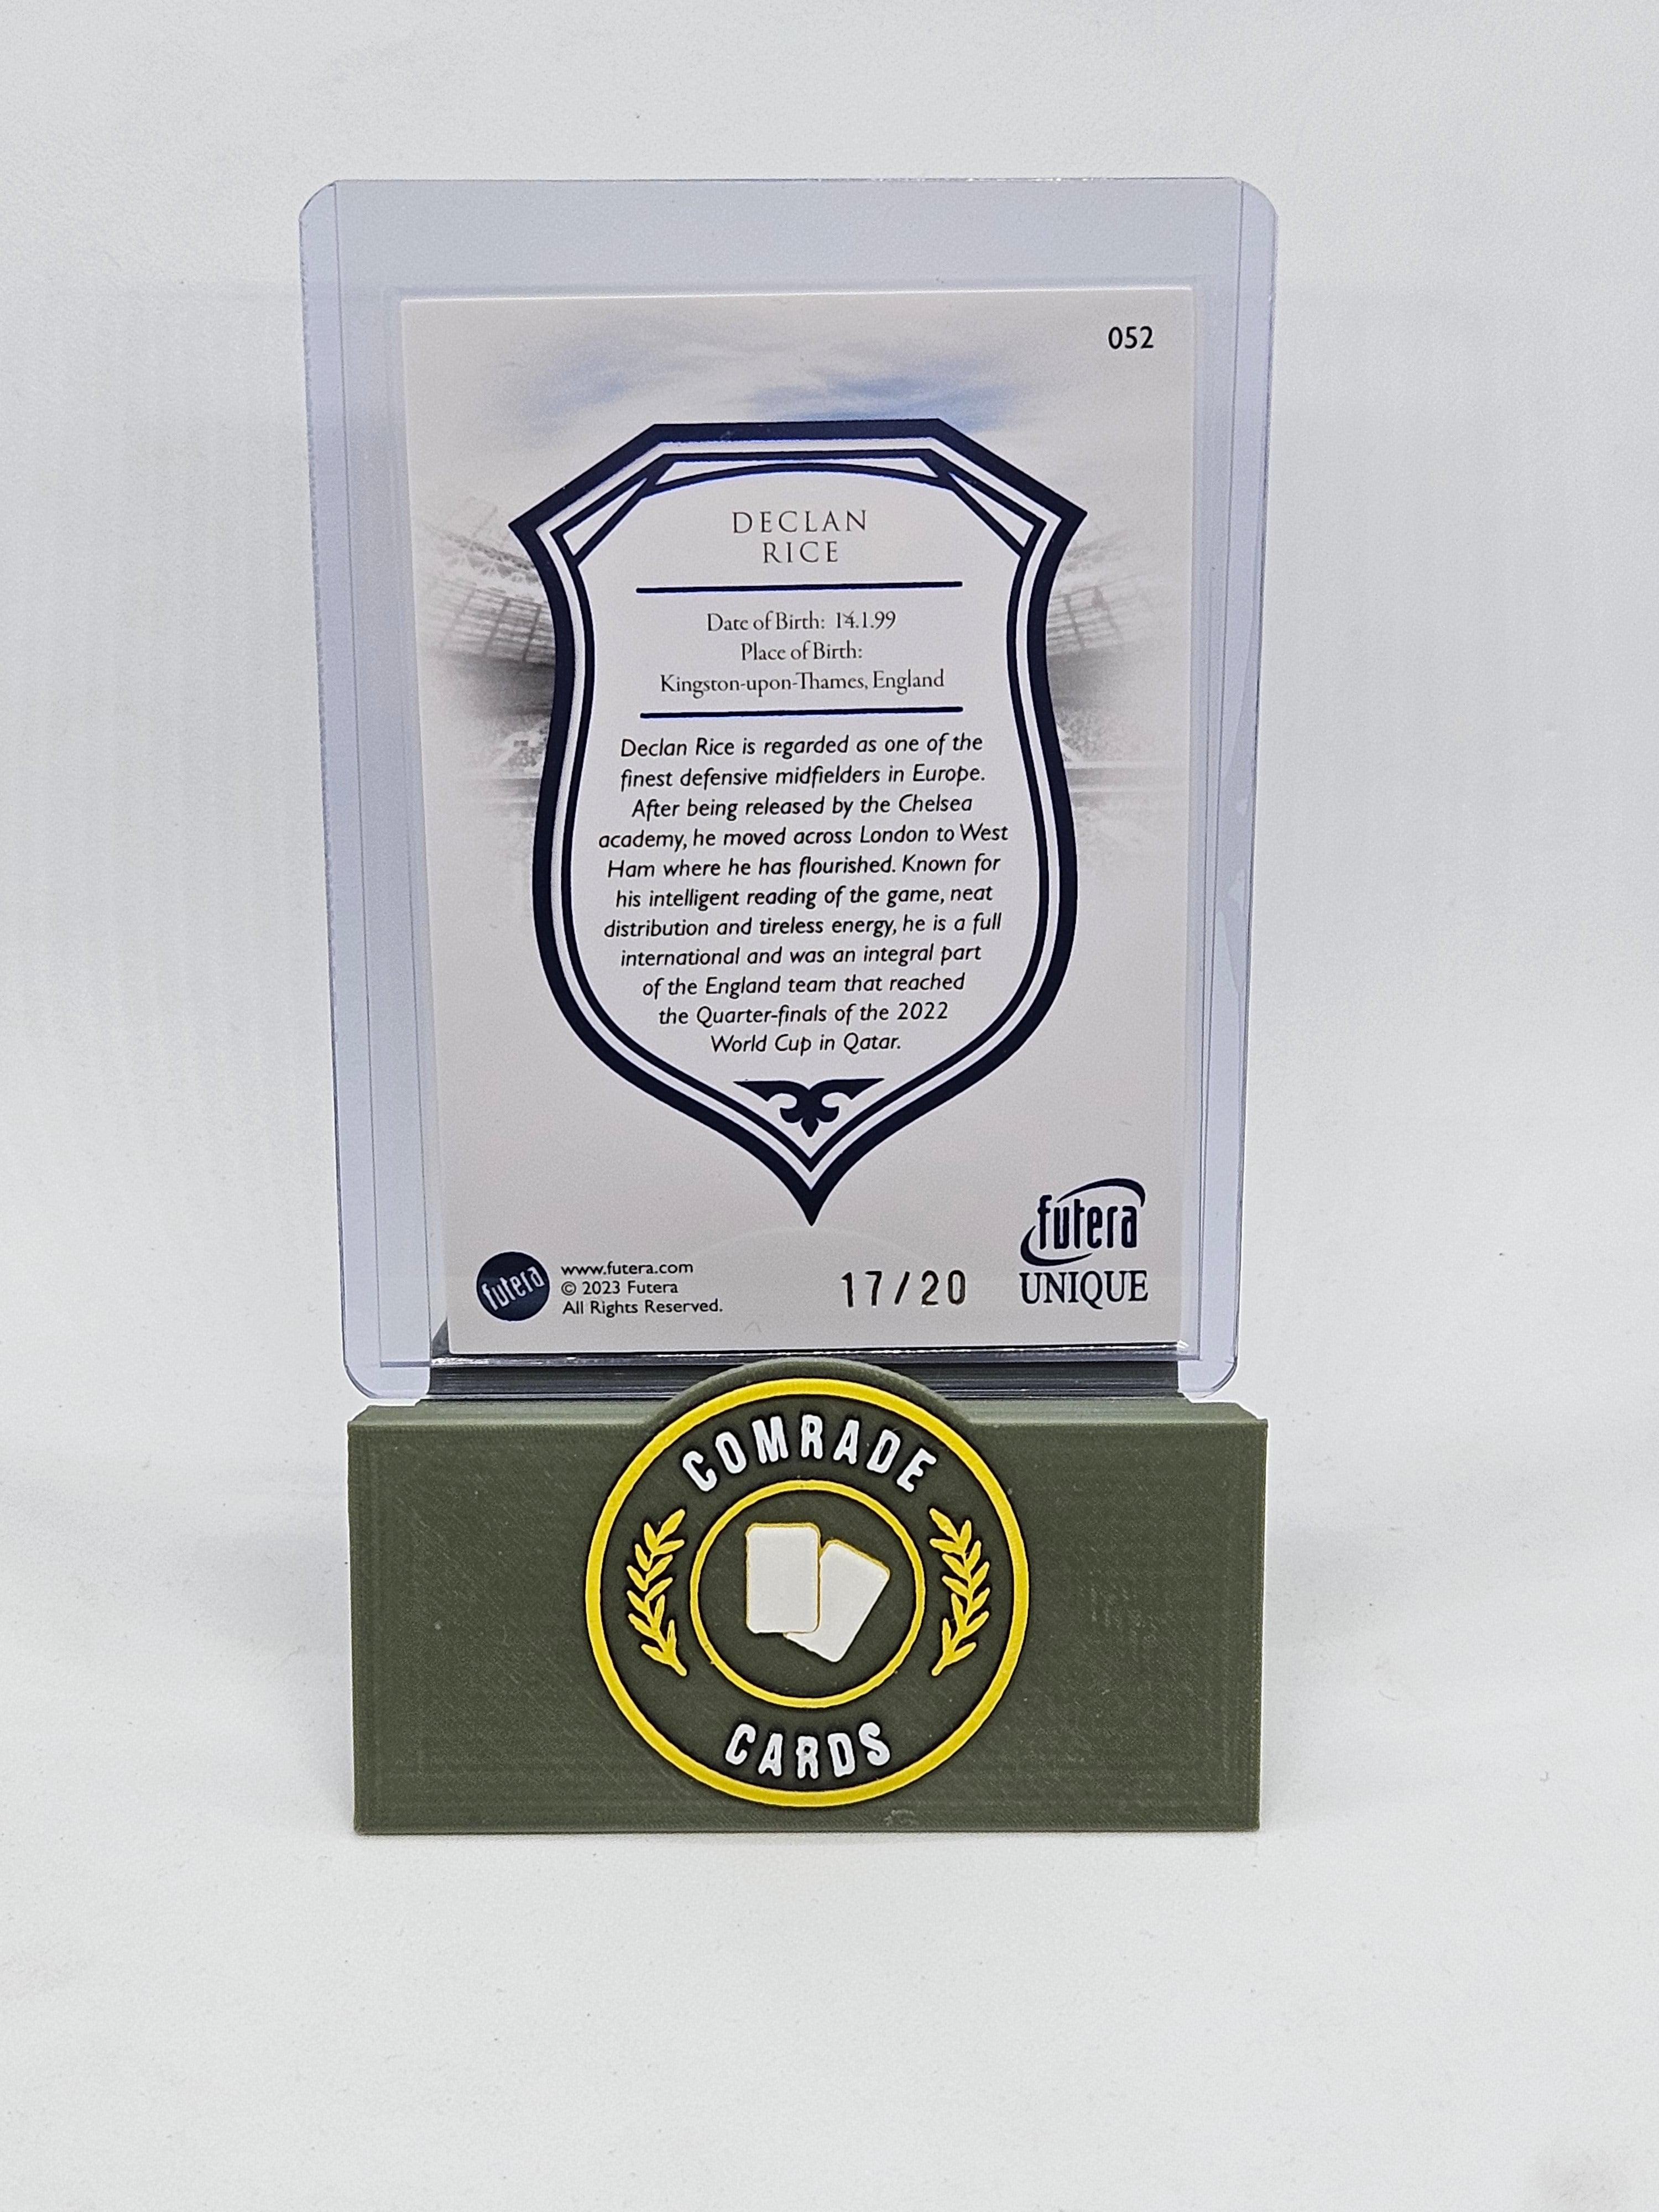 052
DECLAN
RICE
Date of Birth: 14.1.99
Place of Birth:
Kingston-upon-Thames, England
Declan Rice is regarded as one of the
finest defensive midfielders in Europe.
After being released by the Chelsea
academy, he moved across London to West
Ham where he has flourished. Known for
his intelligent reading of the game, neat
distribution and tireless energy, he is a full
international and was an integral part
of the England team that reached
the Quarter-finals of the 2022
World Cup in Qatar.
futera
www.futera.com
© 2023 Futera
All Rights Reserved.
17/20
futera
UNIQUE
COMRADE
CARDS